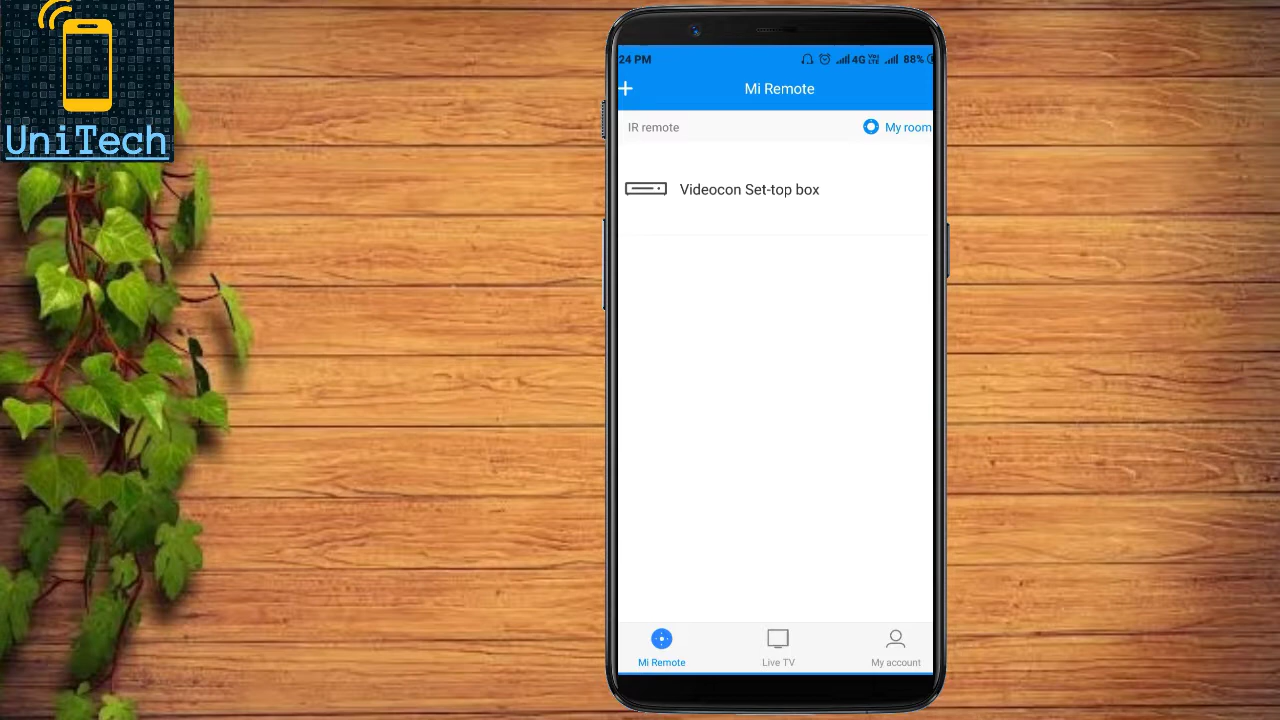 UniTech
24 PM
4G VoLTE 88%
Mi Remote
IR remote
My room
Videocon Set-top box
Mi Remote
Live TV
My account